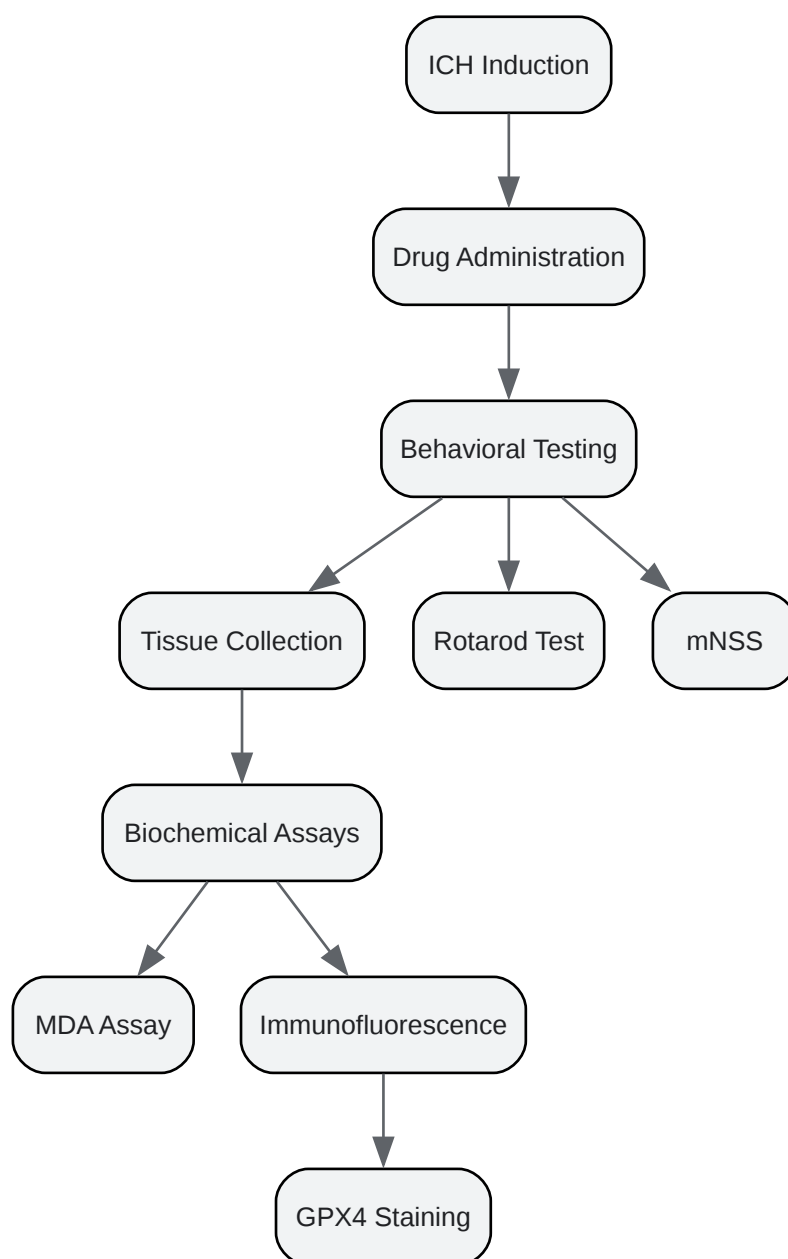 ICH Induction
Drug Administration
Behavioral Testing
Tissue Collection
Rotarod Test
mNSS
Biochemical Assays
MDA Assay
Immunofluorescence
GPX4 Staining